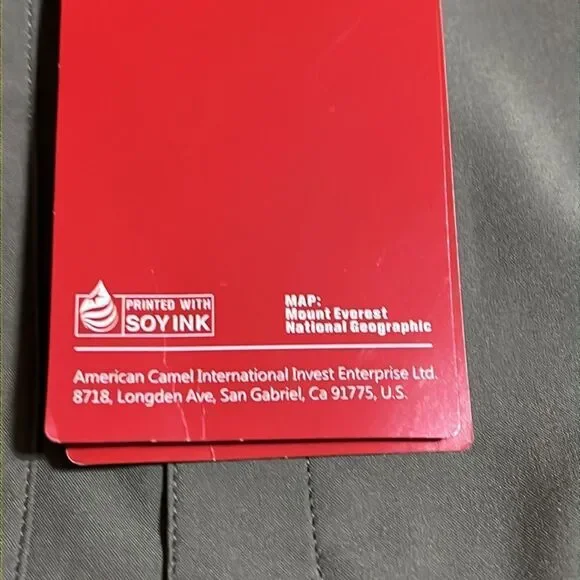 PRINTED WITH
SOY INK
MAP:
Mount Everest
National Geographic
American Camel International Invest Enterprise Ltd.
8718, Longden Ave, San Gabriel, Ca 91775, U.S.